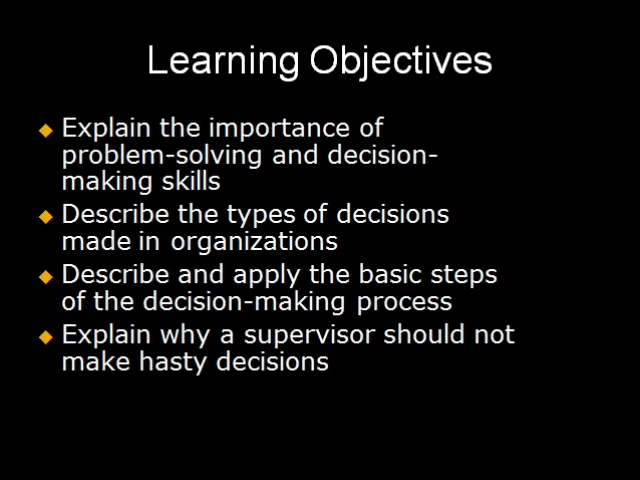 Learning Objectives
Explain the importance of
problem-solving and decision-
making skills
Describe the types of decisions
made in organizations
Describe and apply the basic steps
of the decision-making process
Explain why a supervisor should not
make hasty decisions